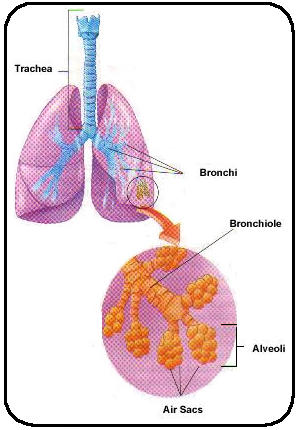 Trachea
Bronchi
Bronchiole
Alveoli
Air Sacs